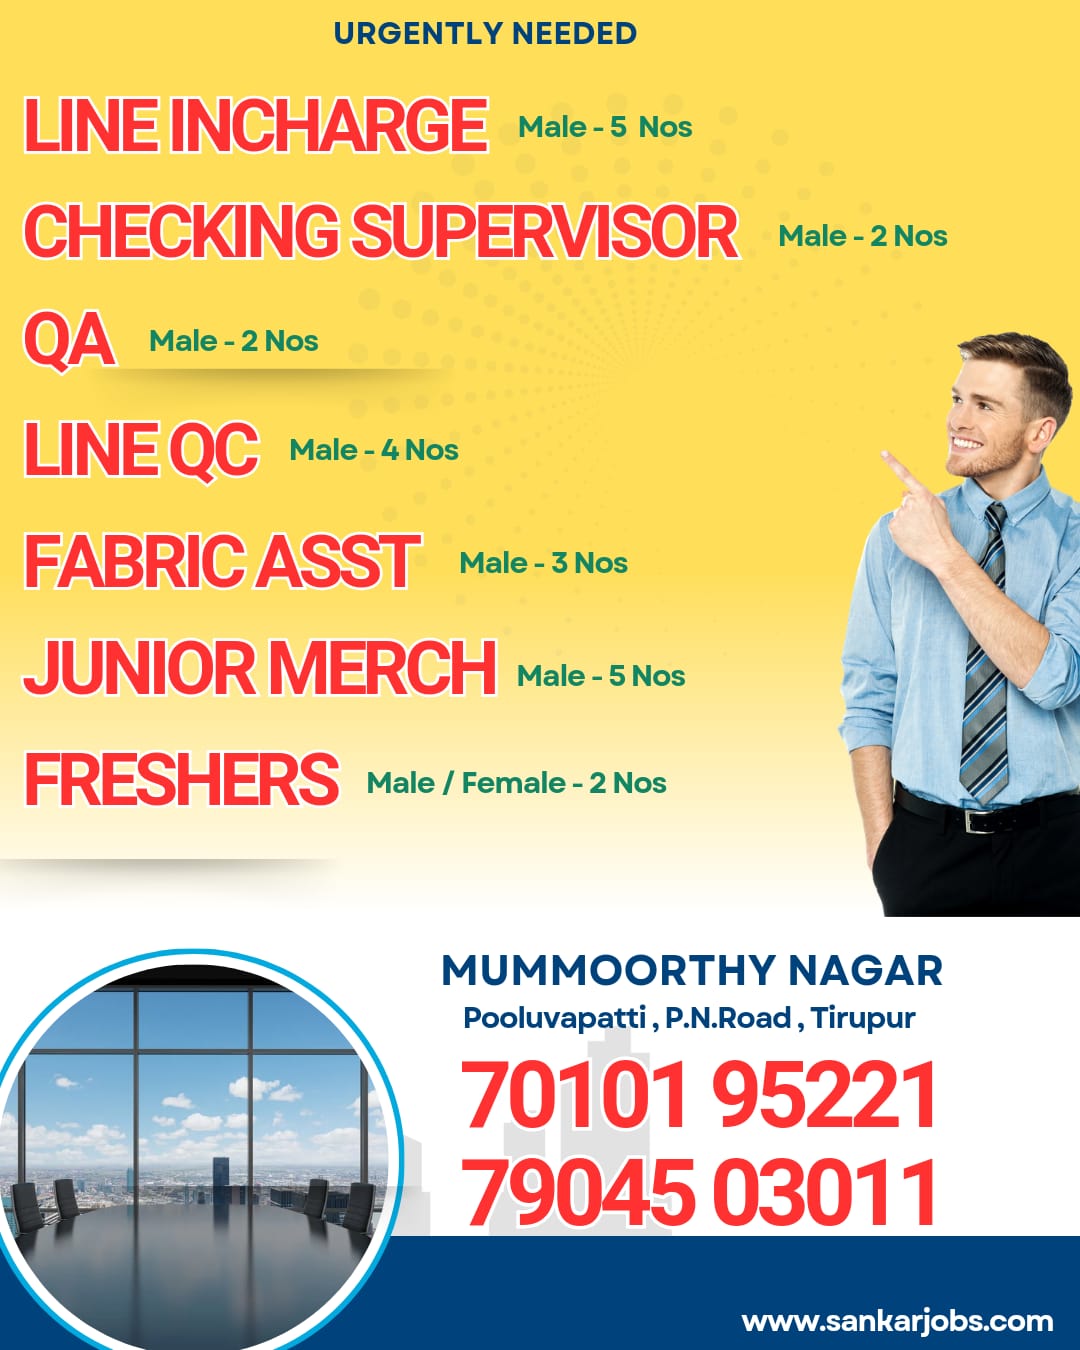 URGENTLY NEEDED
LINE INCHARGE Male - 5 Nos
CHECKING SUPERVISOR Male - 2 Nos
QA Male - 2 Nos
LINE QC Male - 4 Nos
FABRIC ASST Male - 3 Nos
JUNIOR MERCH Male - 5 Nos
FRESHERS Male / Female - 2 Nos
MUMMOORTHY NAGAR
Pooluvapatti , P.N.Road , Tirupur
70101 95221
79045 03011
www.sankarjobs.com